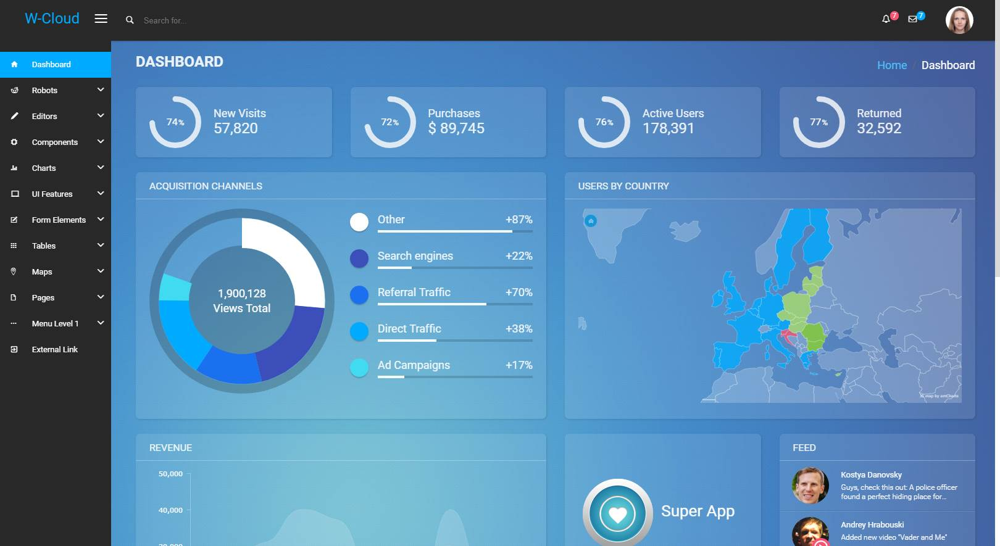 W-Cloud
Search for...
7
7
Dashboard
Robots
Editors
Components
Charts
UI Features
Form Elements
Tables
Maps
Pages
Menu Level 1
External Link
DASHBOARD
Home / Dashboard
74%
New Visits
57,820
72%
Purchases
$ 89,745
76%
Active Users
178,391
77%
Returned
32,592
ACQUISITION CHANNELS
1,900,128
Views Total
Other +87%
Search engines +22%
Referral Traffic +70%
Direct Traffic +38%
Ad Campaigns +17%
USERS BY COUNTRY
map by amCharts
REVENUE
50,000
40,000
30,000
Super App
FEED
Kostya Danovsky
Guys, check this out: A police officer
found a perfect hiding place for...
Andrey Hrabouski
Added new video "Vader and Me"